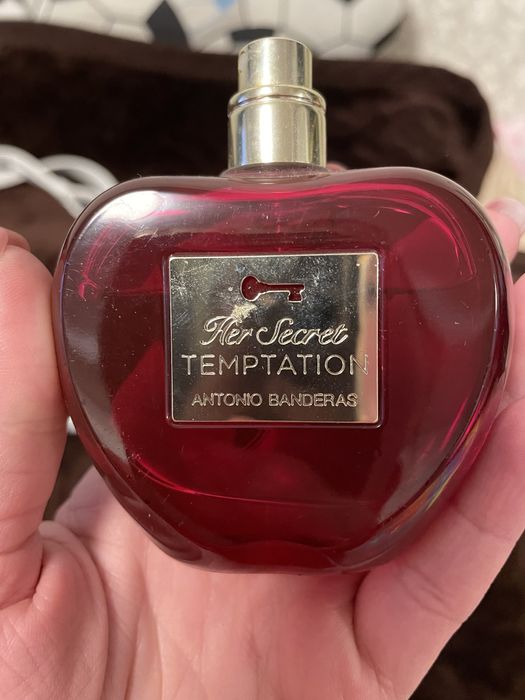 Her Secret
TEMPTATION
ANTONIO BANDERAS